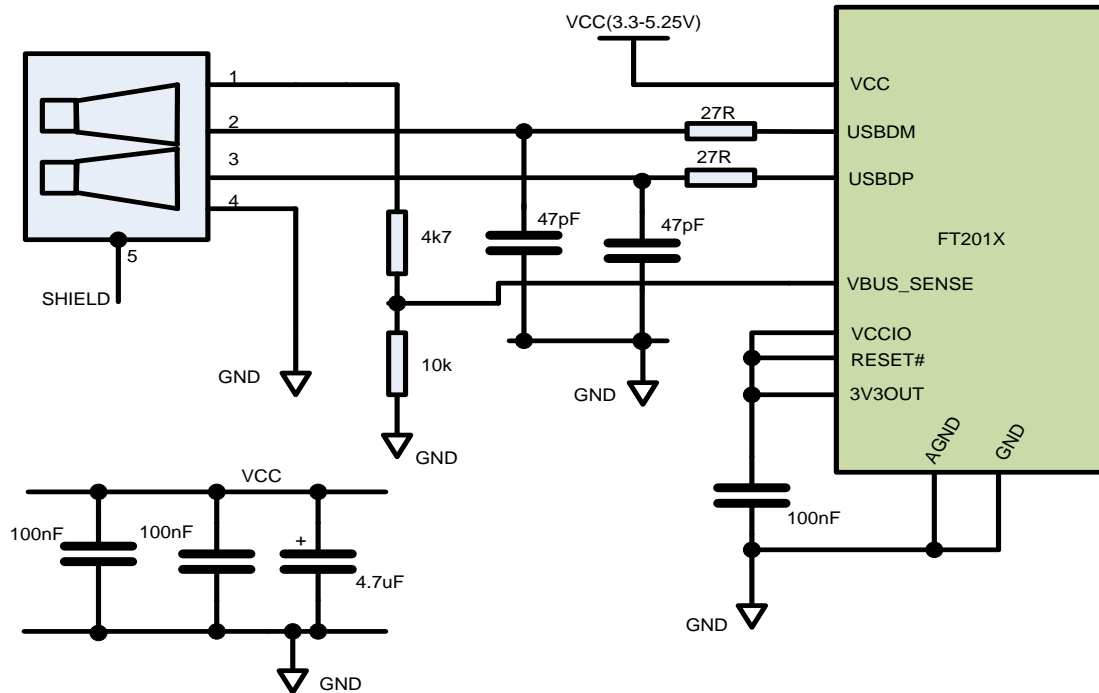 VCC(3.3-5.25V)
1
VCC
2
27R
USBDM
3
27R
USBDP
4
47pF
47pF
4k7
FT201X
5
SHIELD
VBUS_SENSE
VCCIO
RESET#
10k
3V3OUT
GND
GND
GND
AGND
GND
VCC
100nF
100nF
+
4.7uF
100nF
GND
GND